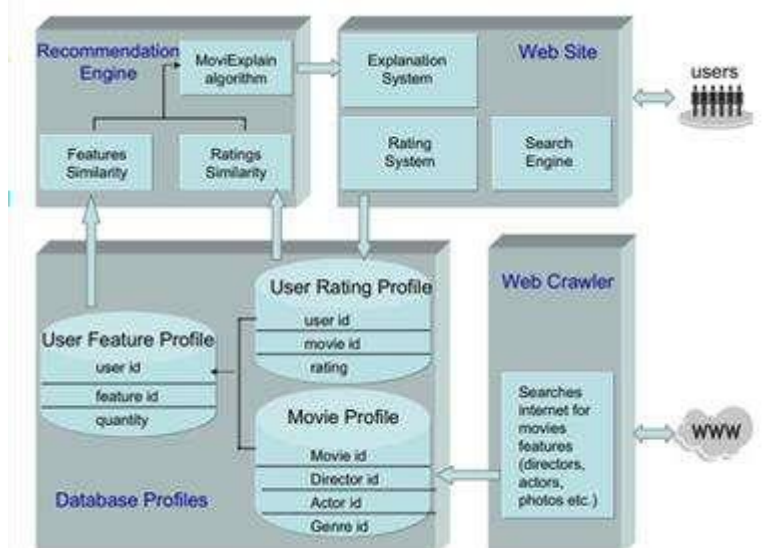 Recommendation
Engine
MoviExplain
algorithm
Features
Similarity
Ratings
Similarity
Explanation
System
Web Site
Rating
System
Search
Engine
users
User Rating Profile
user id
movie id
rating
User Feature Profile
user id
feature id
quantity
Movie Profile
Movie id
Director id
Actor id
Genre id
Database Profiles
Web Crawler
Searches
internet for
movies
features
(directors,
actors,
photos etc.)
WWW